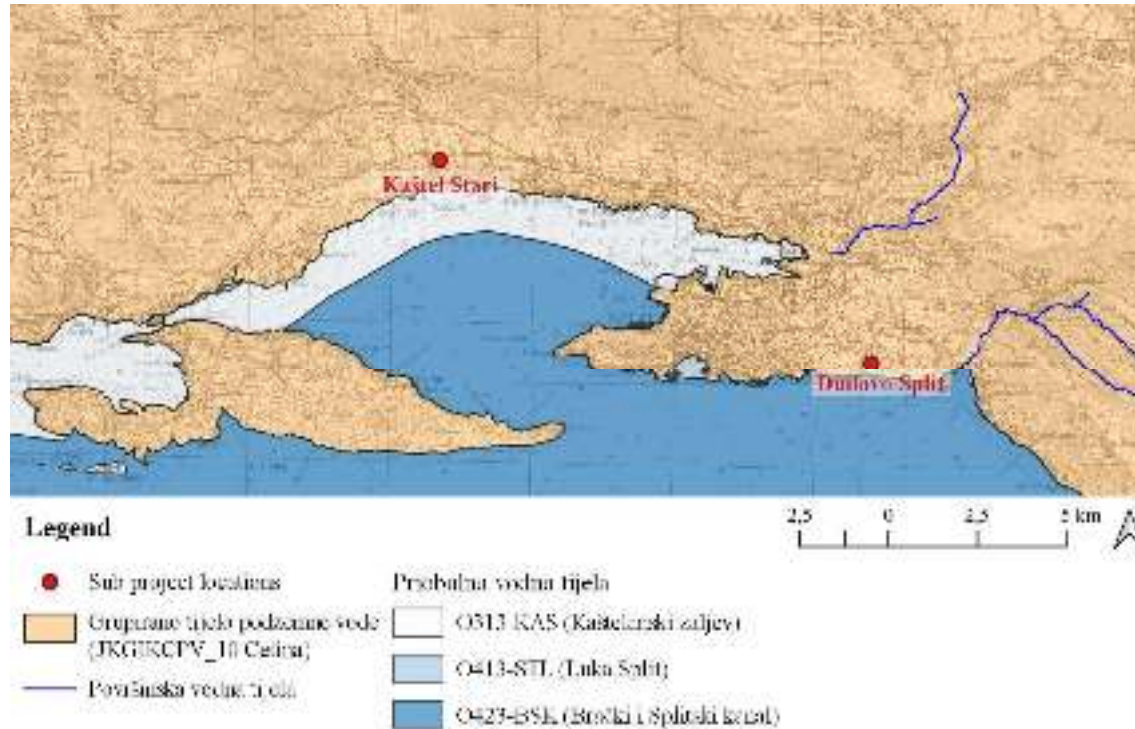 Kaštel Stari
Duilovo Split
Legend
2,5 0 2,5 5 km
Sub project locations
Grupirano tijelo podzemne vode
(JKGIKCPV_10 Cetina)
Površinska vodna tijela
Priobalna vodna tijela
O313-KAS (Kaštelanski zaljev)
O413-STL (Luka Split)
O423-BSK (Brački i Splitski kanal)